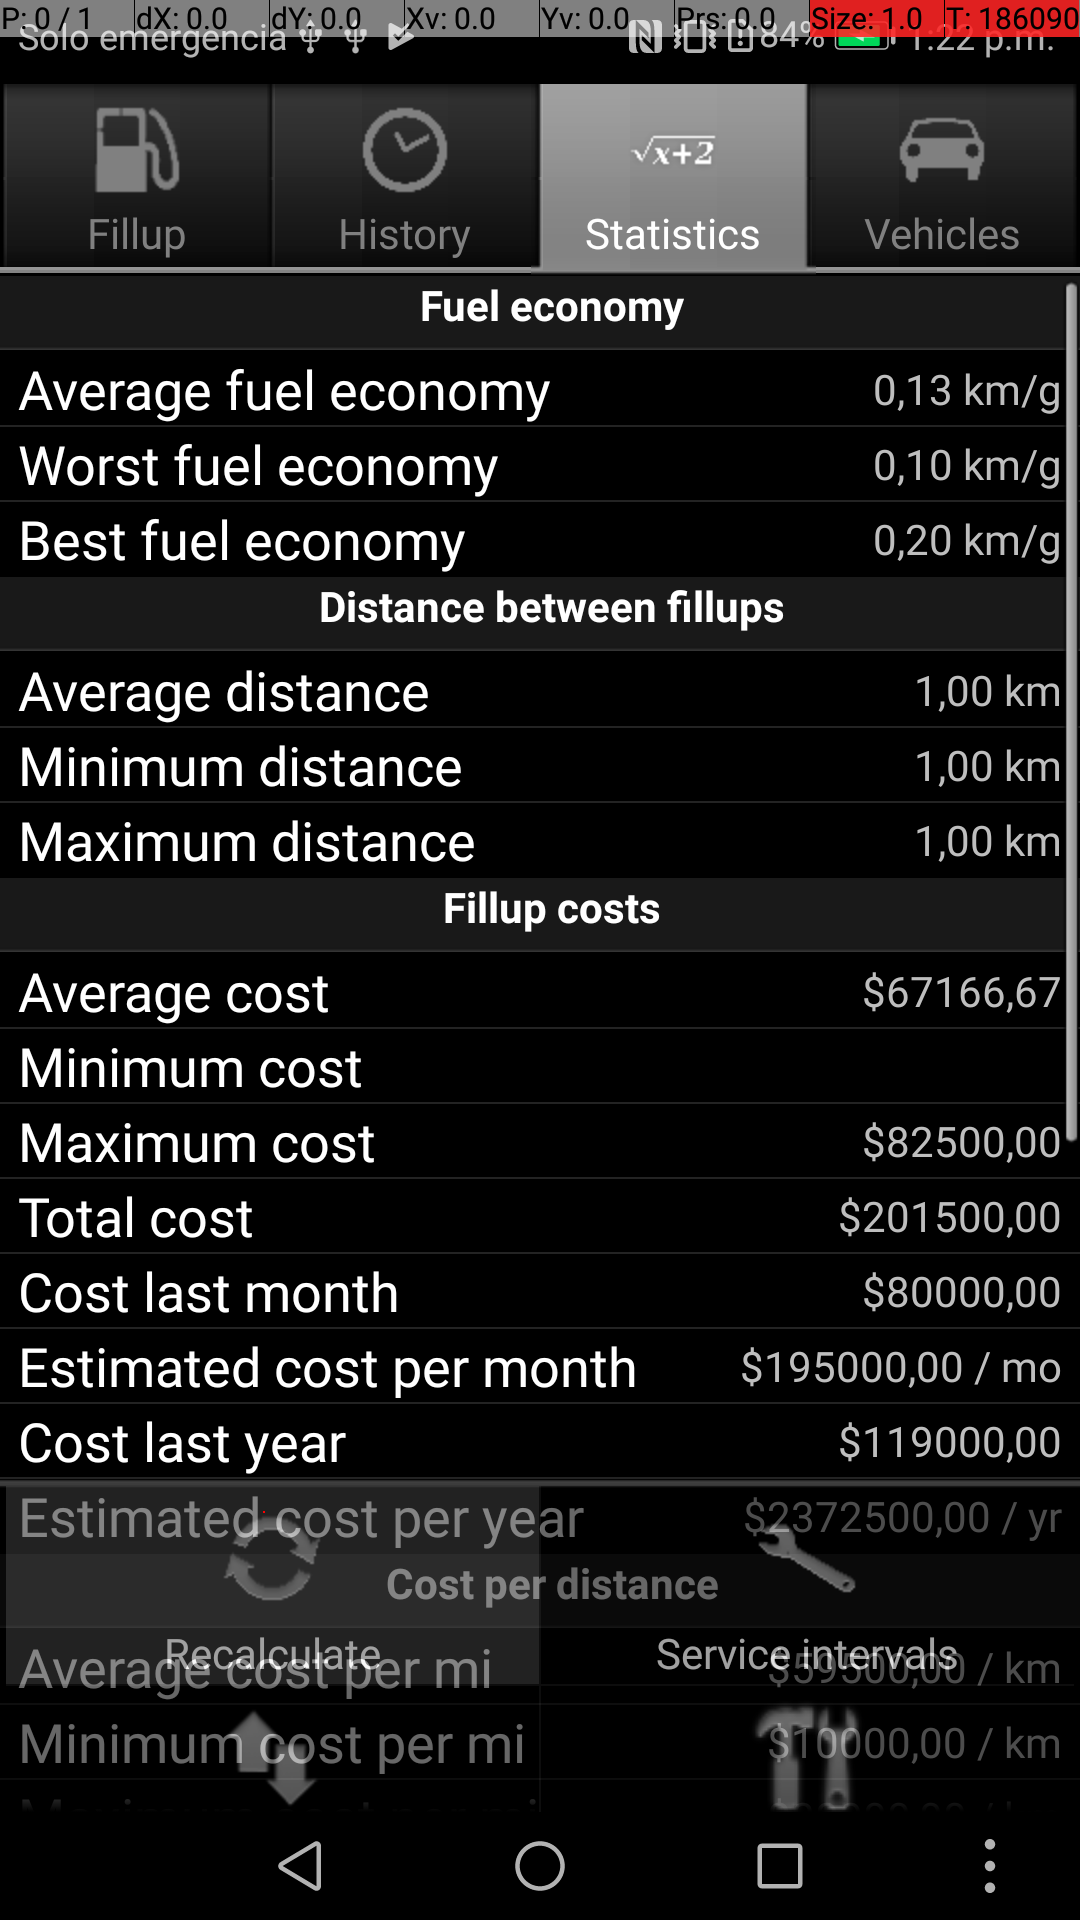 P: 0 / 1 dX: 0.0 dY: 0.0 Xv: 0.0 Yv: 0.0 Prs: 0.0 Size: 1.0 T: 186090
Solo emergencia 84% 1:22 p.m.
√x+2
Fillup History Statistics Vehicles
Fuel economy
Average fuel economy 0,13 km/g
Worst fuel economy 0,10 km/g
Best fuel economy 0,20 km/g
Distance between fillups
Average distance 1,00 km
Minimum distance 1,00 km
Maximum distance 1,00 km
Fillup costs
Average cost $67166,67
Minimum cost
Maximum cost $82500,00
Total cost $201500,00
Cost last month $80000,00
Estimated cost per month $195000,00 / mo
Cost last year $119000,00
Estimated cost per year $2372500,00 / yr
Cost per distance
Recalculate Service intervals
Average cost per mi $59500,00 / km
Minimum cost per mi $10000,00 / km